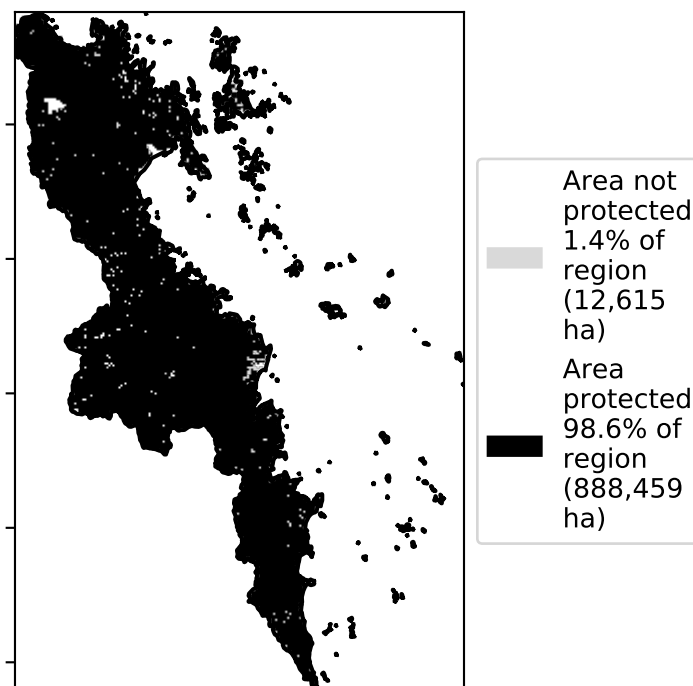 Area not
protected
1.4% of
region
(12,615
ha)
Area
protected
98.6% of
region
(888,459
ha)